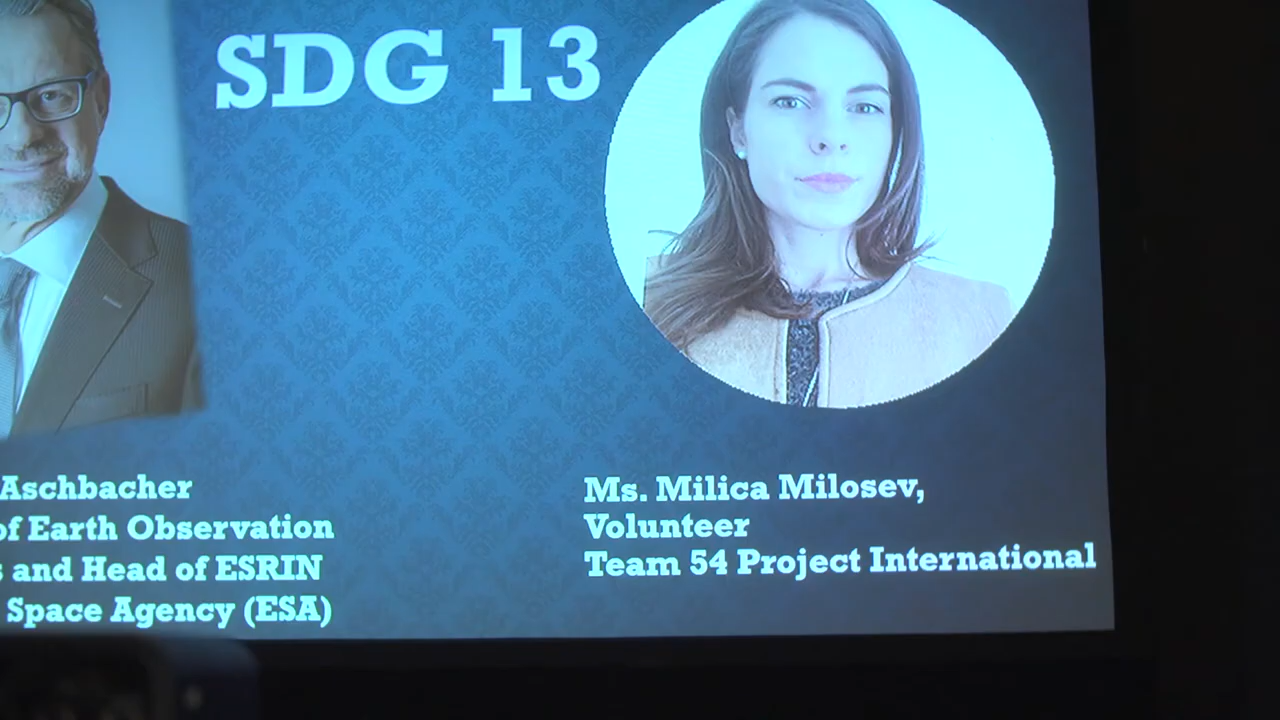 SDG 13
Aschbacher
of Earth Observation
s and Head of ESRIN
Space Agency (ESA)
Ms. Milica Milosev,
Volunteer
Team 54 Project International